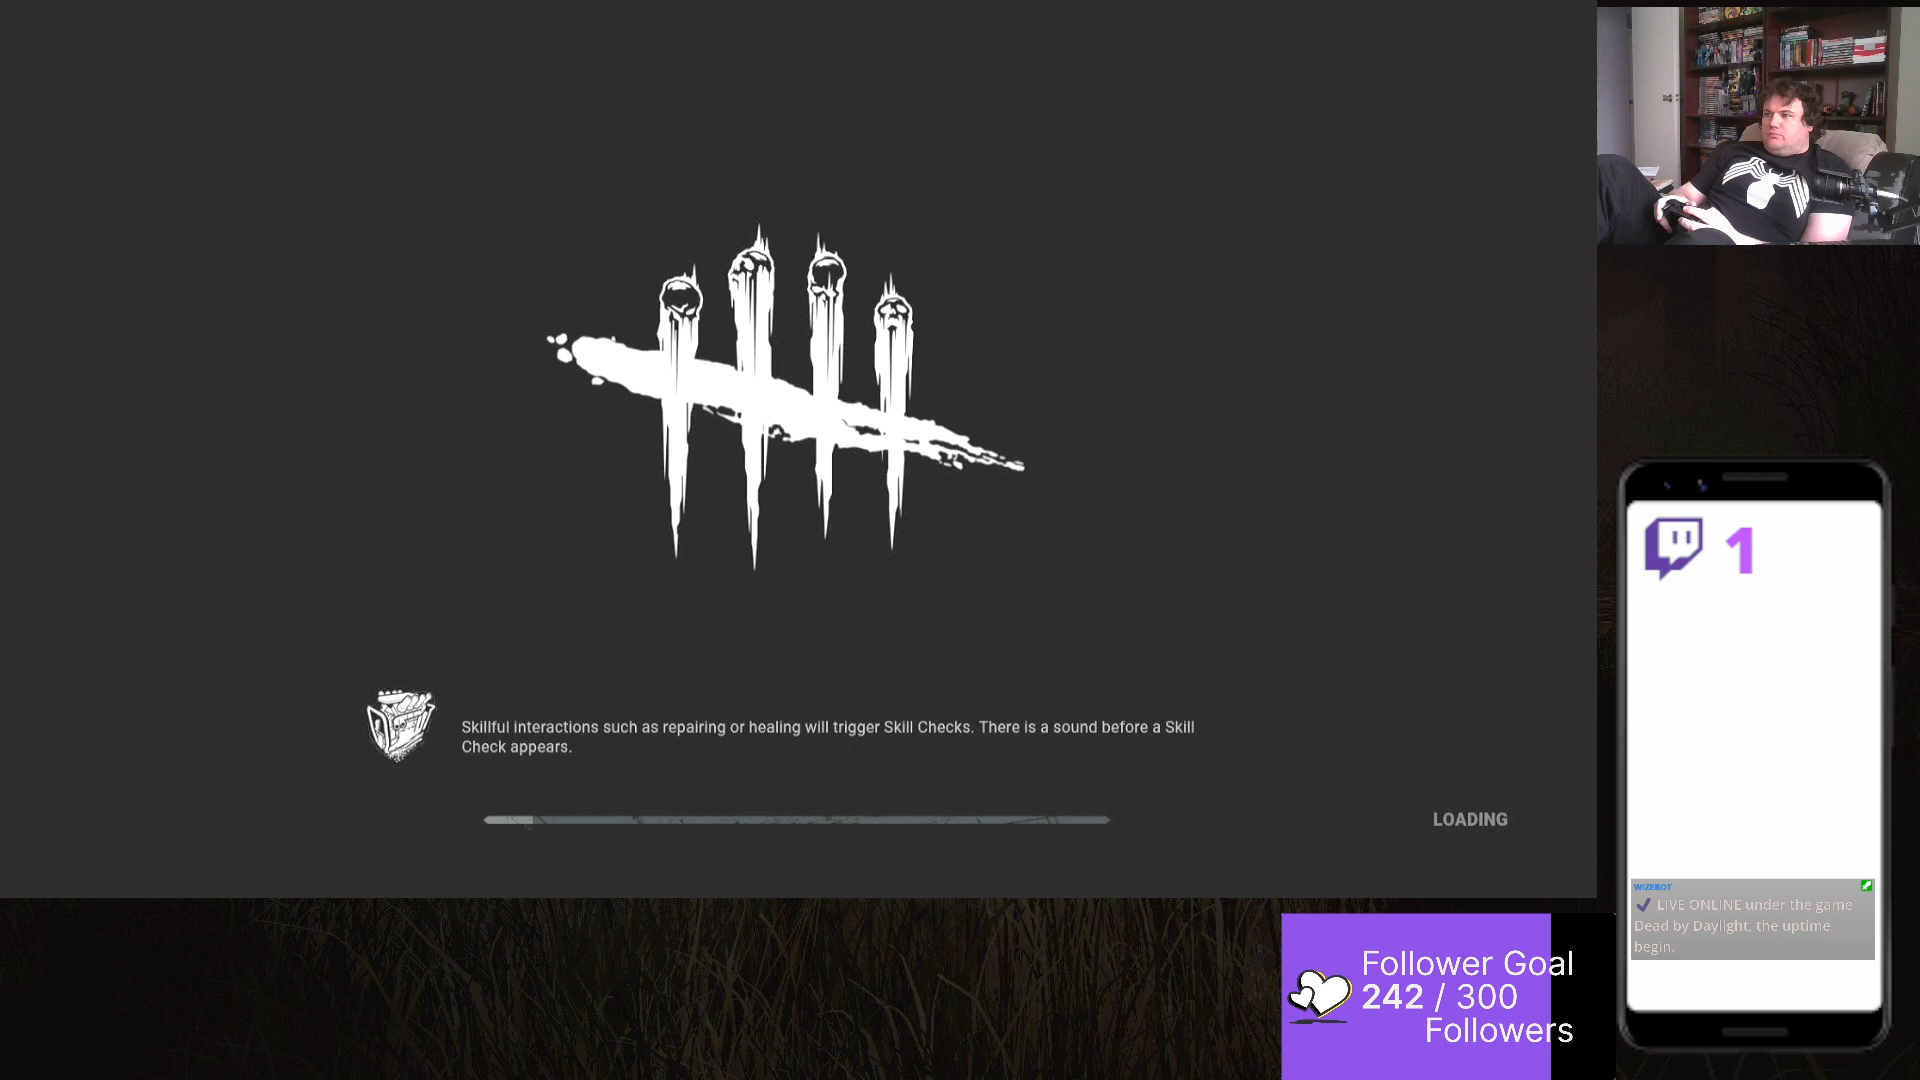 Skillful interactions such as repairing or healing will trigger Skill Checks. There is a sound before a Skill
Check appears.
LOADING
1
WIZEBOT
LIVE ONLINE under the game
Dead by Daylight, the uptime
begin.
Follower Goal
242 / 300
Followers